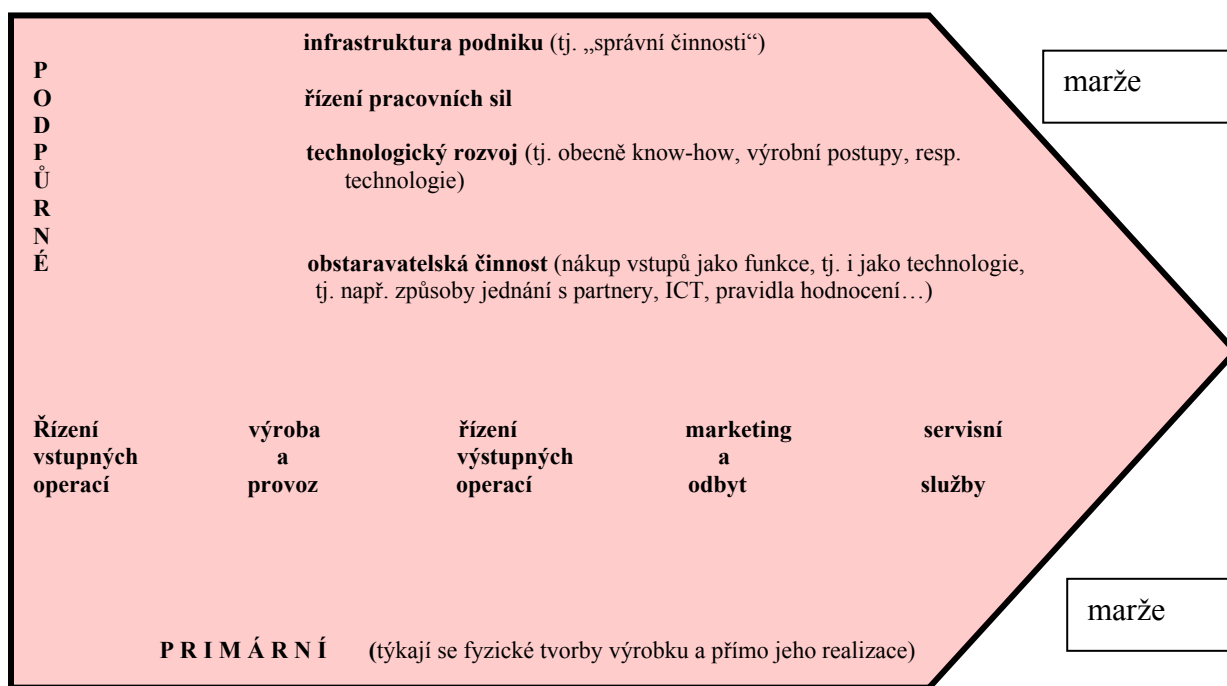 infrastruktura podniku (tj. „správní činnosti“)
marže
PODPŮRNÉ
řízení pracovních sil
technologický rozvoj (tj. obecně know-how, výrobní postupy, resp.
technologie)
obstaravatelská činnost (nákup vstupů jako funkce, tj. i jako technologie,
tj. např. způsoby jednání s partnery, ICT, pravidla hodnocení…)
Řízení
vstupných
operací
výroba
a
provoz
řízení
výstupných
operací
marketing
a
odbyt
servisní
služby
marže
P R I M Á R N Í (týkají se fyzické tvorby výrobku a přímo jeho realizace)